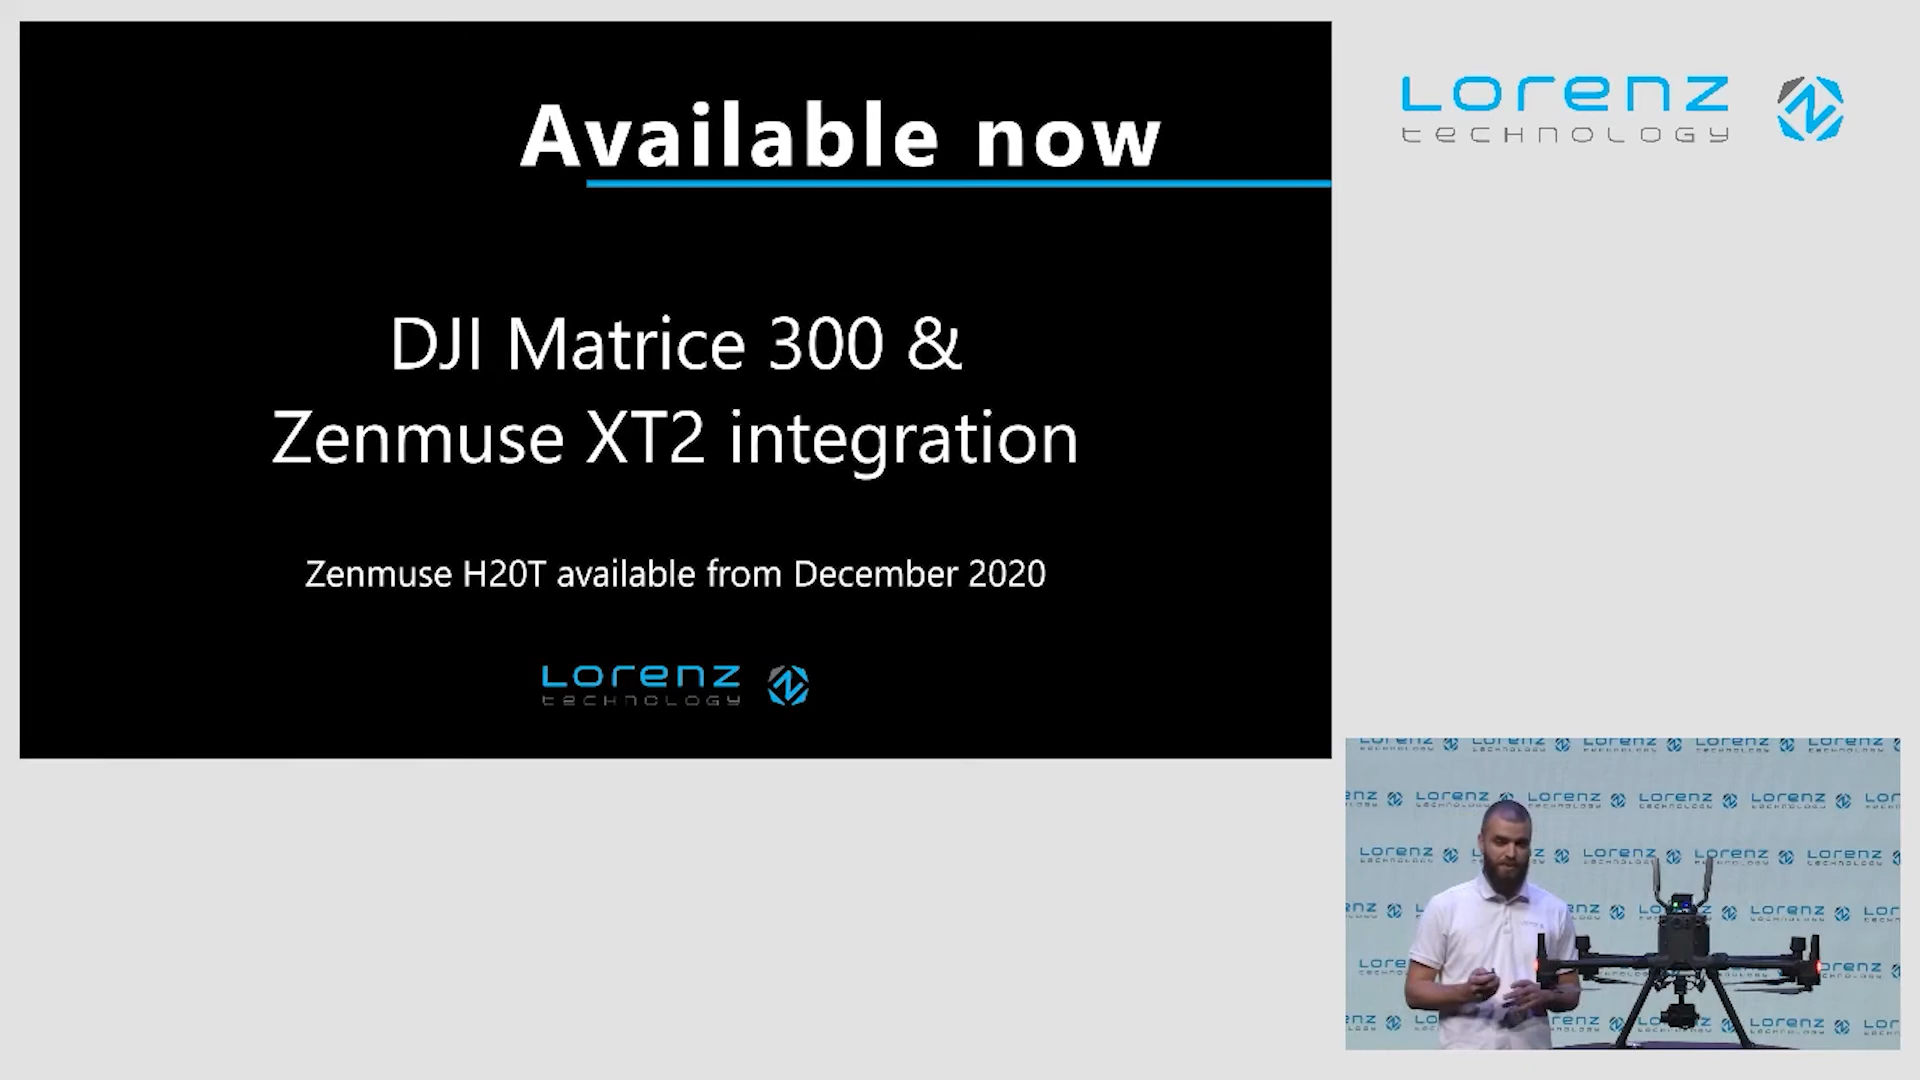 Available now
DJI Matrice 300 &
Zenmuse XT2 integration
Zenmuse H20T available from December 2020
Lorenz
Technology
Lorenz
Technology